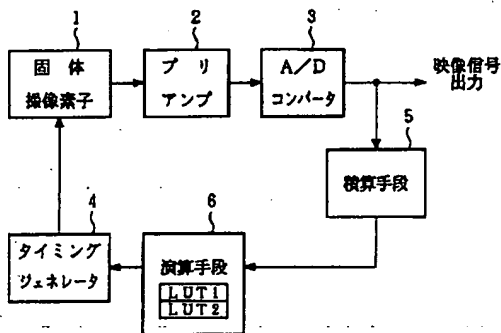 1
固体
撮像素子
2
プリ
アンプ
3
A/D
コンバータ
映像信号
出力
5
積算手段
4
タイミング
ジェネレータ
6
演算手段
LUT1
LUT2